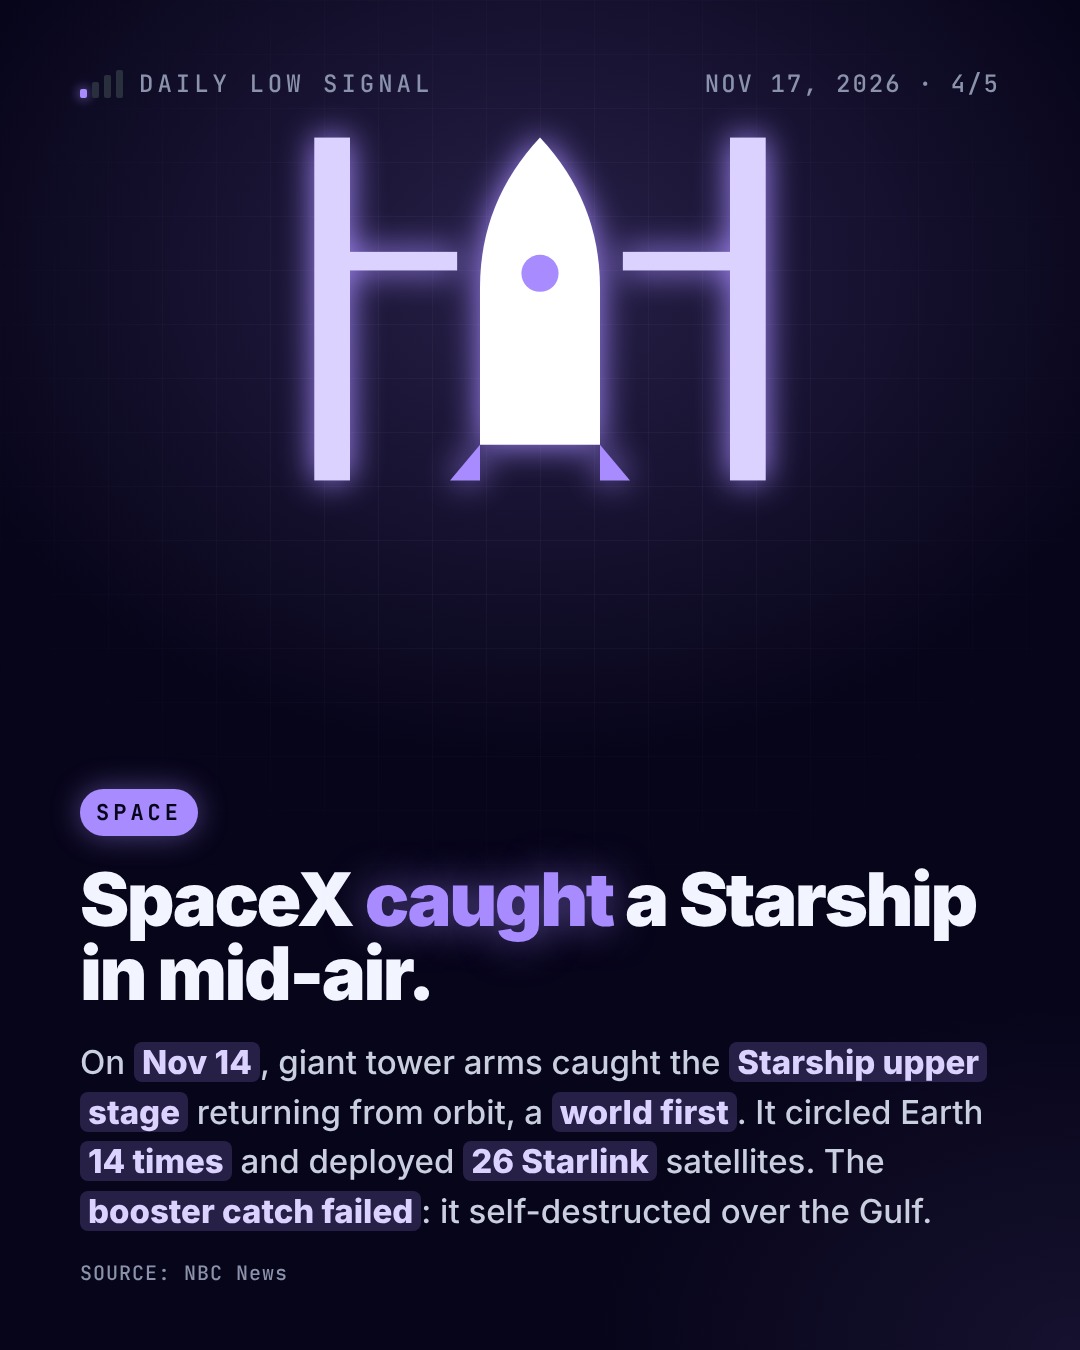 DAILY LOW SIGNAL
NOV 17, 2026 · 4/5
SPACE
SpaceX caught a Starship
in mid-air.
On Nov 14, giant tower arms caught the Starship upper
stage returning from orbit, a world first. It circled Earth
14 times and deployed 26 Starlink satellites. The
booster catch failed: it self-destructed over the Gulf.
SOURCE: NBC News